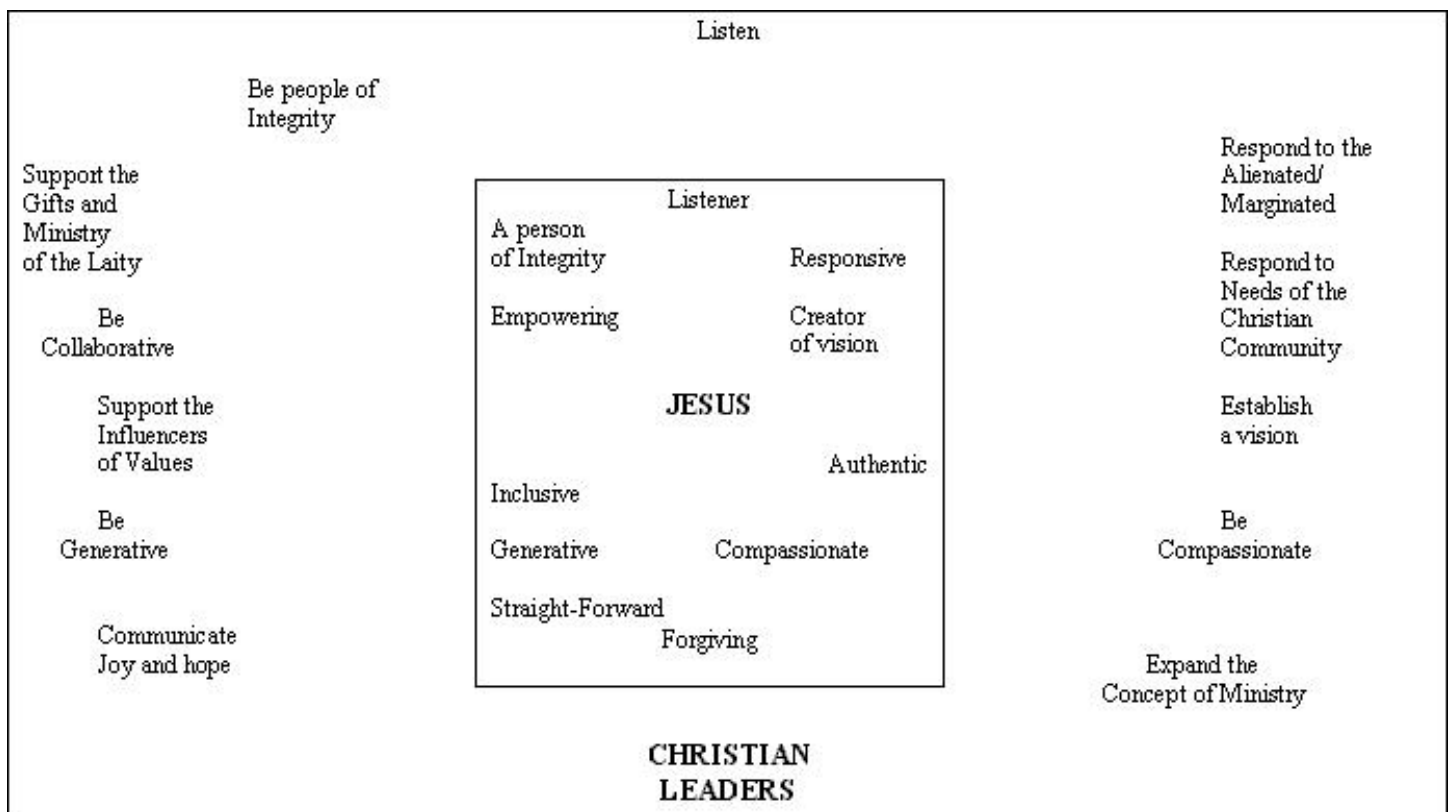 Listen
Be people of
Integrity
Support the
Gifts and
Ministry
of the Laity
Be
Collaborative
Support the
Influencers
of Values
Be
Generative
Communicate
Joy and hope
Listener
A person
of Integrity
Responsive
Empowering
Creator
of vision
JESUS
Authentic
Inclusive
Generative
Compassionate
Straight-Forward
Forgiving
Respond to the
Alienated/
Marginated
Respond to
Needs of the
Christian
Community
Establish
a vision
Be
Compassionate
Expand the
Concept of Ministry
CHRISTIAN
LEADERS